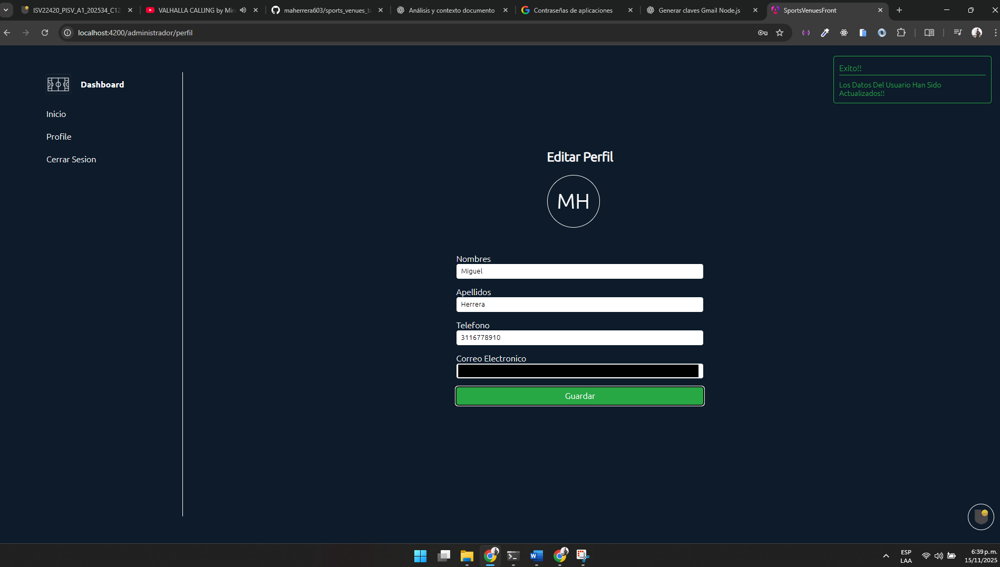 ISV22420_PISV_A1_202534_C12
VALHALLA CALLING by Mir
maherrera603/sports_venues_b
Análisis y contexto documento
Contraseñas de aplicaciones
Generar claves Gmail Node.js
SportsVenuesFront
localhost:4200/administrador/perfil
Exito!!
Los Datos Del Usuario Han Sido
Actualizados!!
Dashboard
Inicio
Profile
Cerrar Sesion
Editar Perfil
MH
Nombres
Miguel
Apellidos
Herrera
Telefono
3116778910
Correo Electronico
Guardar
ESP
LAA
6:39 p. m.
15/11/2025